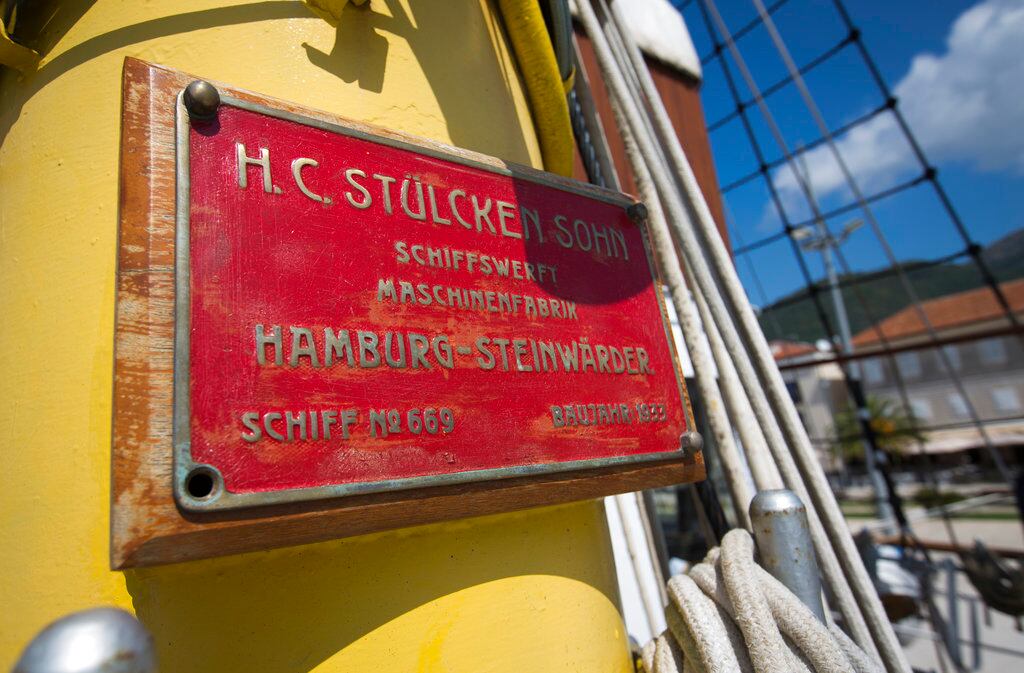 H.C. STÜLCKEN SOHN
SCHIFFSWERFT
MASCHINENFABRIK
HAMBURG-STEINWÄRDER.
SCHIFF No 669 BAUJAHR 1933